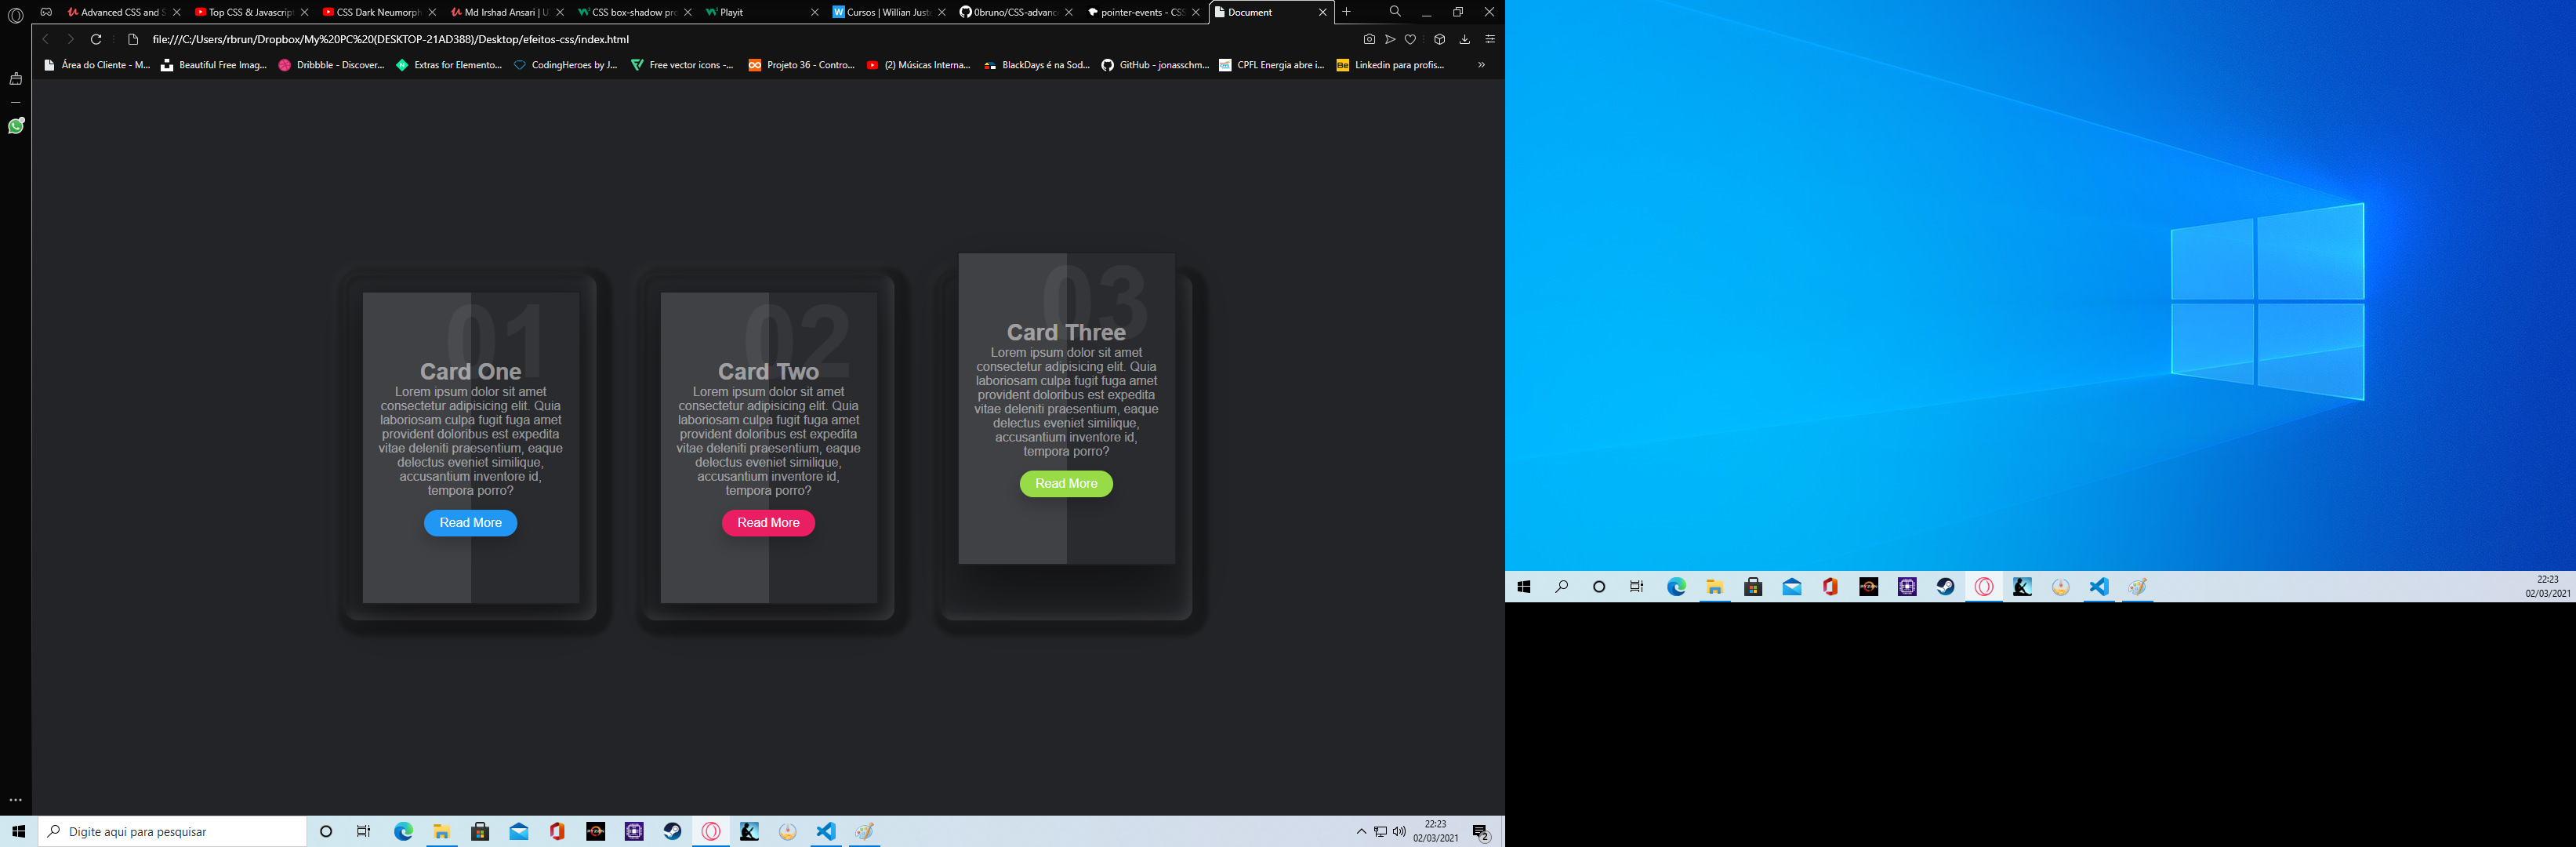 Advanced CSS and S
Top CSS & Javascript
CSS Dark Neumorph
Md Irshad Ansari | U
CSS box-shadow pro
Playit
Cursos | Willian Just
0bruno/CSS-advanc
pointer-events - CSS
Document
file:///C:/Users/rbrun/Dropbox/My%20PC%20(DESKTOP-21AD388)/Desktop/efeitos-css/index.html
Área do Cliente - M...
Beautiful Free Imag...
Dribbble - Discover...
Extras for Elemento...
CodingHeroes by J...
Free vector icons -...
Projeto 36 - Contro...
(2) Músicas Interna...
BlackDays é na Sod...
GitHub - jonasschm...
CPFL Energia abre i...
Be
Linkedin para profis...
»
01
Card One
Lorem ipsum dolor sit amet
consectetur adipisicing elit. Quia
laboriosam culpa fugit fuga amet
provident doloribus est expedita
vitae deleniti praesentium, eaque
delectus eveniet similique,
accusantium inventore id,
tempora porro?
Read More
02
Card Two
Lorem ipsum dolor sit amet
consectetur adipisicing elit. Quia
laboriosam culpa fugit fuga amet
provident doloribus est expedita
vitae deleniti praesentium, eaque
delectus eveniet similique,
accusantium inventore id,
tempora porro?
Read More
03
Card Three
Lorem ipsum dolor sit amet
consectetur adipisicing elit. Quia
laboriosam culpa fugit fuga amet
provident doloribus est expedita
vitae deleniti praesentium, eaque
delectus eveniet similique,
accusantium inventore id,
tempora porro?
Read More
Digite aqui para pesquisar
22:23
02/03/2021
2
22:23
02/03/2021